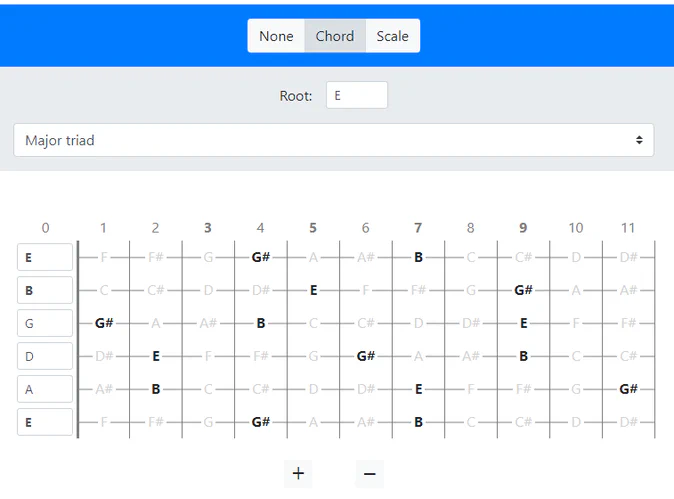 None Chord Scale
Root: E
Major triad
0 1 2 3 4 5 6 7 8 9 10 11
E F F# G G# A A# B C C# D D#
B C C# D D# E F F# G G# A A#
G G# A A# B C C# D D# E F F#
D D# E F F# G G# A A# B C C#
A A# B C C# D D# E F F# G G#
E F F# G G# A A# B C C# D D#
+ −